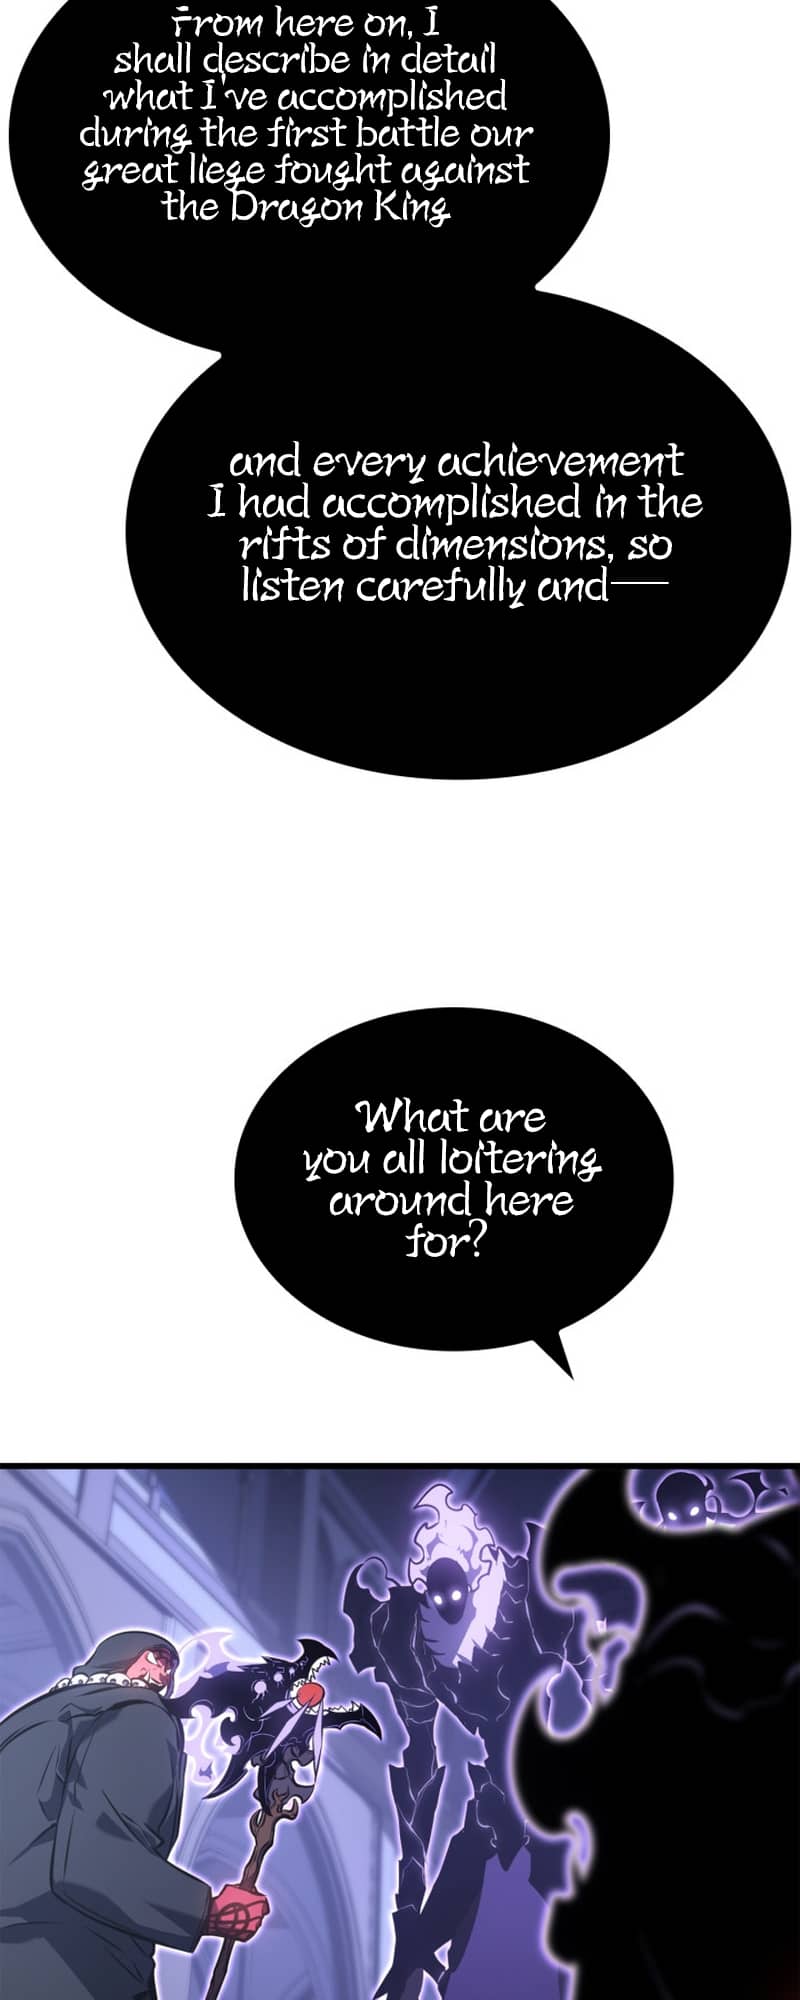 From here on, I
shall describe in detail
what I've accomplished
during the first battle our
great liege fought against
the Dragon King
and every achievement
I had accomplished in the
rifts of dimensions, so
listen carefully and—
What are
you all loitering
around here
for?